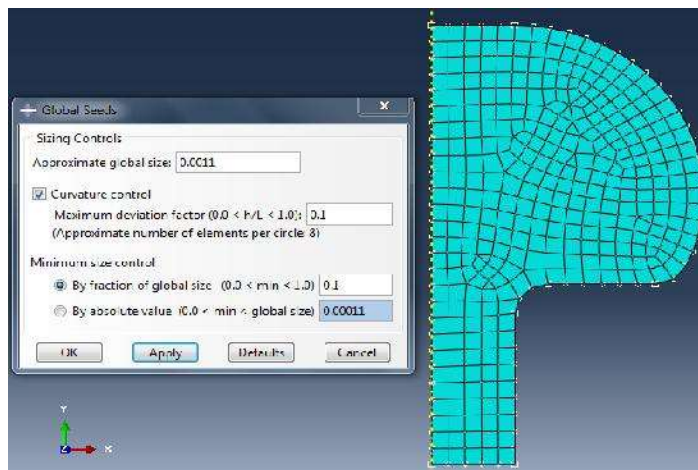 Global Seeds
Sizing Controls
Approximate global size: 0.0011
Curvature control
Maximum deviation factor (0.0 < h/L < 1.0): 0.1
(Approximate number of elements per circle: 8)
Minimum size control
By fraction of global size (0.0 < min < 1.0) 0.1
By absolute value (0.0 < min < global size) 0.00011
OK Apply Defaults Cancel
Y
Z X